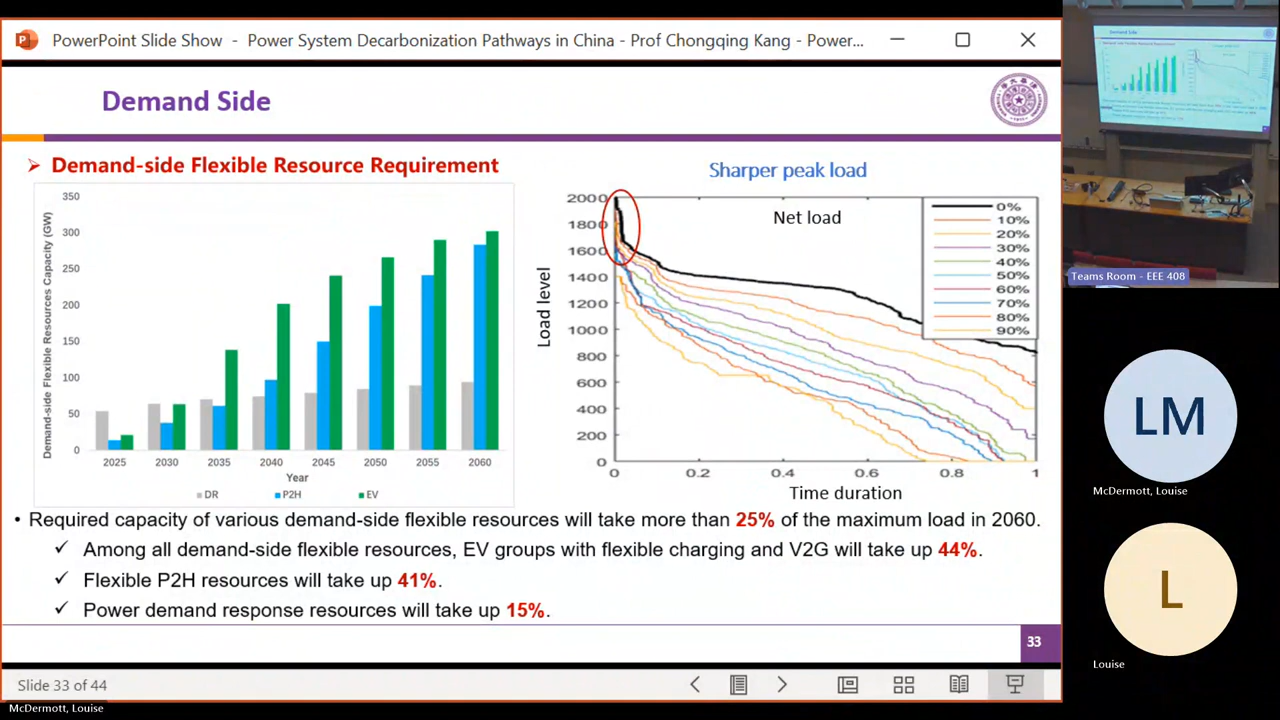 PowerPoint Slide Show - Power System Decarbonization Pathways in China - Prof Chongqing Kang - Power...
Demand Side
Demand-side Flexible Resource Requirement
Demand-side Flexible Resources Capacity (GW)
350
300
250
200
150
100
50
0
2025 2030 2035 2040 2045 2050 2055 2060
Year
DR P2H EV
Sharper peak load
Net load
Load level
2000
1800
1600
1400
1200
1000
800
600
400
200
0
0 0.2 0.4 0.6 0.8 1
Time duration
0%
10%
20%
30%
40%
50%
60%
70%
80%
90%
• Required capacity of various demand-side flexible resources will take more than 25% of the maximum load in 2060.
✓ Among all demand-side flexible resources, EV groups with flexible charging and V2G will take up 44%.
✓ Flexible P2H resources will take up 41%.
✓ Power demand response resources will take up 15%.
33
Slide 33 of 44
McDermott, Louise
Demand Side
Teams Room - EEE 408
LM
McDermott, Louise
L
Louise